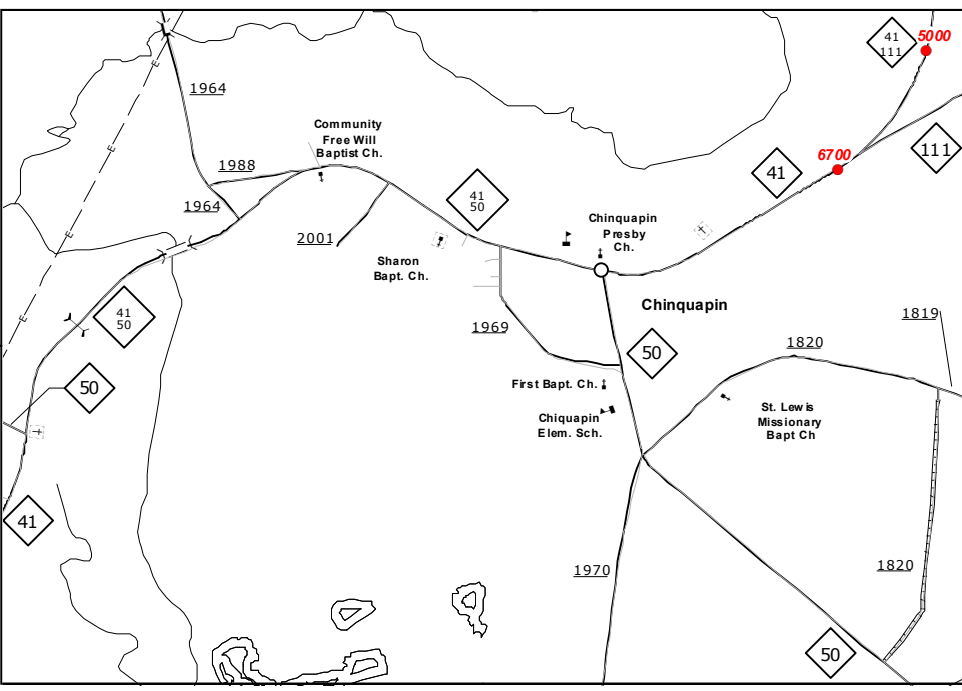 41
111
5000
1964
Community
Free Will
Baptist Ch.
6700
111
1988
41
41
50
1964
Chinquapin
Presby
Ch.
2001
Sharon
Bapt. Ch.
E
E
E
41
50
Chinquapin
1819
1969
50
1820
50
First Bapt. Ch.
St. Lewis
Missionary
Bapt Ch
Chiquapin
Elem. Sch.
41
1970
1820
50